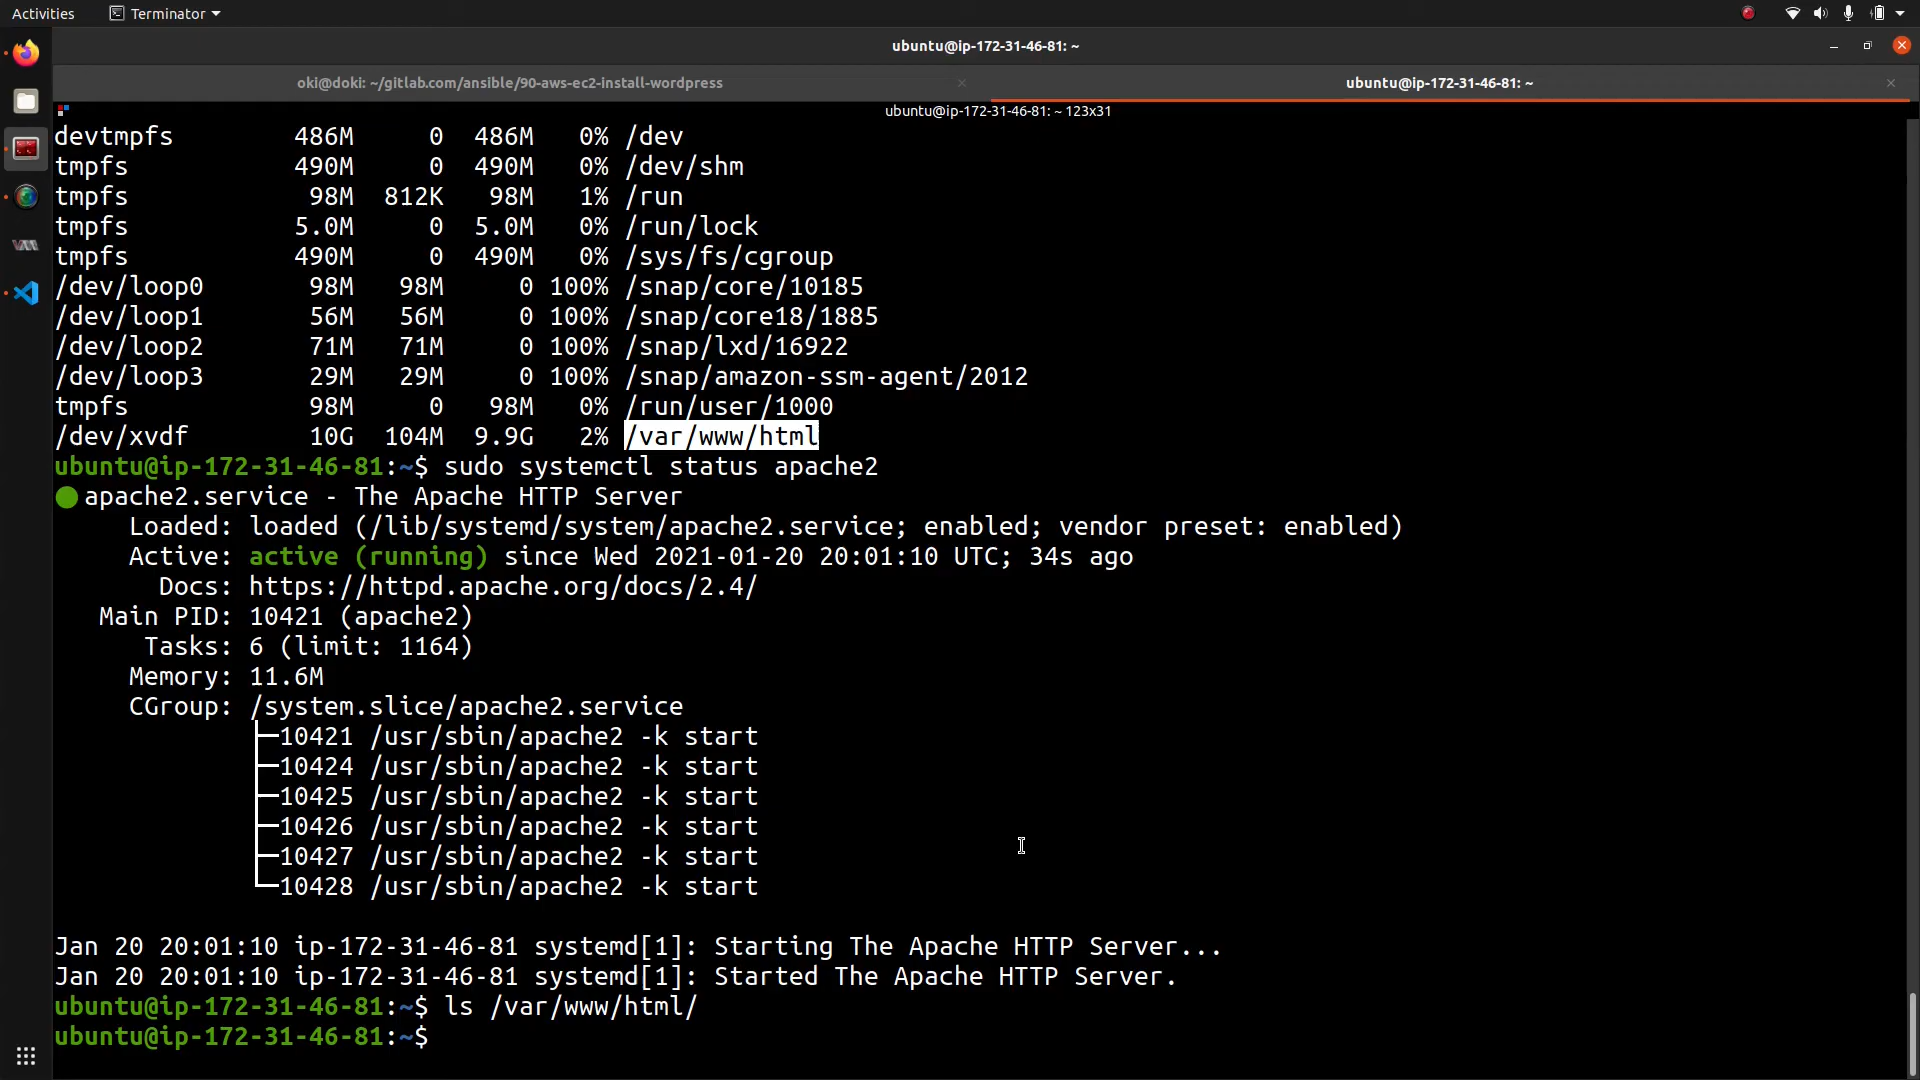 Activities Terminator
ubuntu@ip-172-31-46-81: ~
oki@doki: ~/gitlab.com/ansible/90-aws-ec2-install-wordpress × ubuntu@ip-172-31-46-81: ~ ×
ubuntu@ip-172-31-46-81: ~ 123x31
devtmpfs 486M 0 486M 0% /dev
tmpfs 490M 0 490M 0% /dev/shm
tmpfs 98M 812K 98M 1% /run
tmpfs 5.0M 0 5.0M 0% /run/lock
tmpfs 490M 0 490M 0% /sys/fs/cgroup
/dev/loop0 98M 98M 0 100% /snap/core/10185
/dev/loop1 56M 56M 0 100% /snap/core18/1885
/dev/loop2 71M 71M 0 100% /snap/lxd/16922
/dev/loop3 29M 29M 0 100% /snap/amazon-ssm-agent/2012
tmpfs 98M 0 98M 0% /run/user/1000
/dev/xvdf 10G 104M 9.9G 2% /var/www/html
ubuntu@ip-172-31-46-81:~$ sudo systemctl status apache2
● apache2.service - The Apache HTTP Server
Loaded: loaded (/lib/systemd/system/apache2.service; enabled; vendor preset: enabled)
Active: active (running) since Wed 2021-01-20 20:01:10 UTC; 34s ago
Docs: https://httpd.apache.org/docs/2.4/
Main PID: 10421 (apache2)
Tasks: 6 (limit: 1164)
Memory: 11.6M
CGroup: /system.slice/apache2.service
├─10421 /usr/sbin/apache2 -k start
├─10424 /usr/sbin/apache2 -k start
├─10425 /usr/sbin/apache2 -k start
├─10426 /usr/sbin/apache2 -k start
├─10427 /usr/sbin/apache2 -k start
└─10428 /usr/sbin/apache2 -k start
Jan 20 20:01:10 ip-172-31-46-81 systemd[1]: Starting The Apache HTTP Server...
Jan 20 20:01:10 ip-172-31-46-81 systemd[1]: Started The Apache HTTP Server.
ubuntu@ip-172-31-46-81:~$ ls /var/www/html/
ubuntu@ip-172-31-46-81:~$